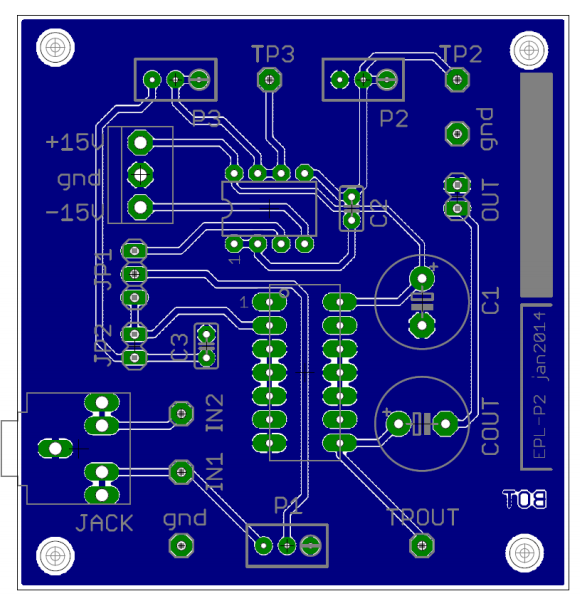 TP3
TP2
P3
P2
+15V
gnd
gnd
-15V
OUT
C2
1
JP1
1
C1
JP2
C3
EPL-P2 jan2014
IN2
COUT
IN1
BOT
JACK
gnd
P1
TPOUT